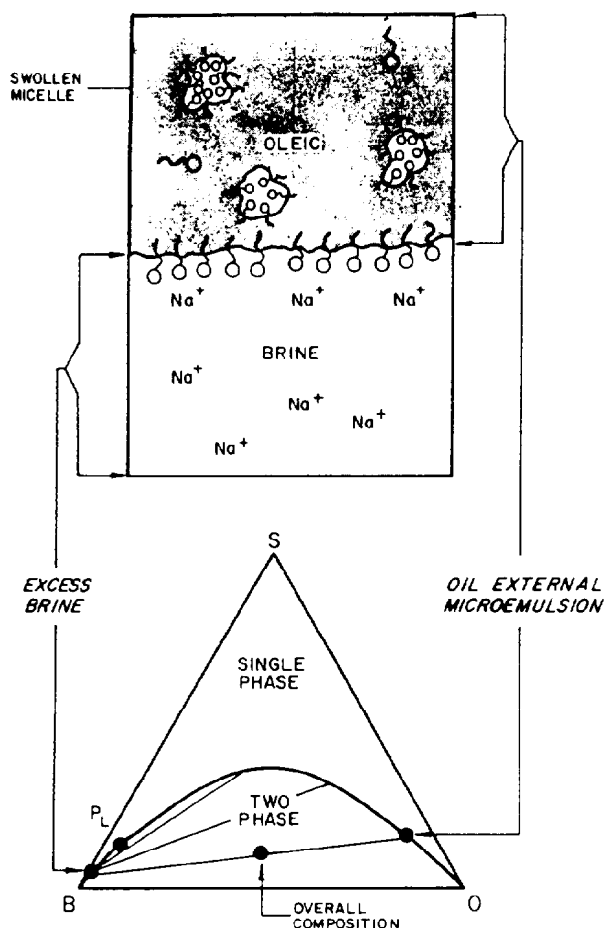 SWOLLEN
MICELLE
OLEIC
Na⁺ Na⁺ Na⁺
BRINE
Na⁺
Na⁺
Na⁺
Na⁺
S
EXCESS
BRINE
OIL EXTERNAL
MICROEMULSION
SINGLE
PHASE
P_L
TWO
PHASE
B
O
OVERALL
COMPOSITION